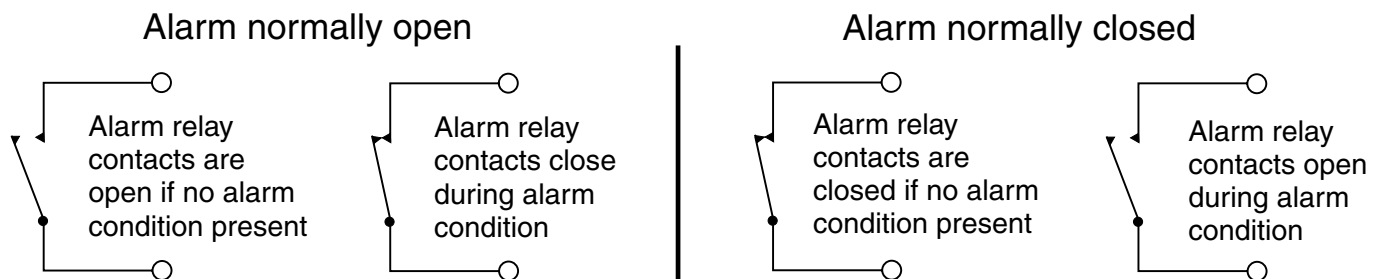 Alarm normally open
Alarm relay
contacts are
open if no alarm
condition present
Alarm relay
contacts close
during alarm
condition
Alarm normally closed
Alarm relay
contacts are
closed if no alarm
condition present
Alarm relay
contacts open
during alarm
condition